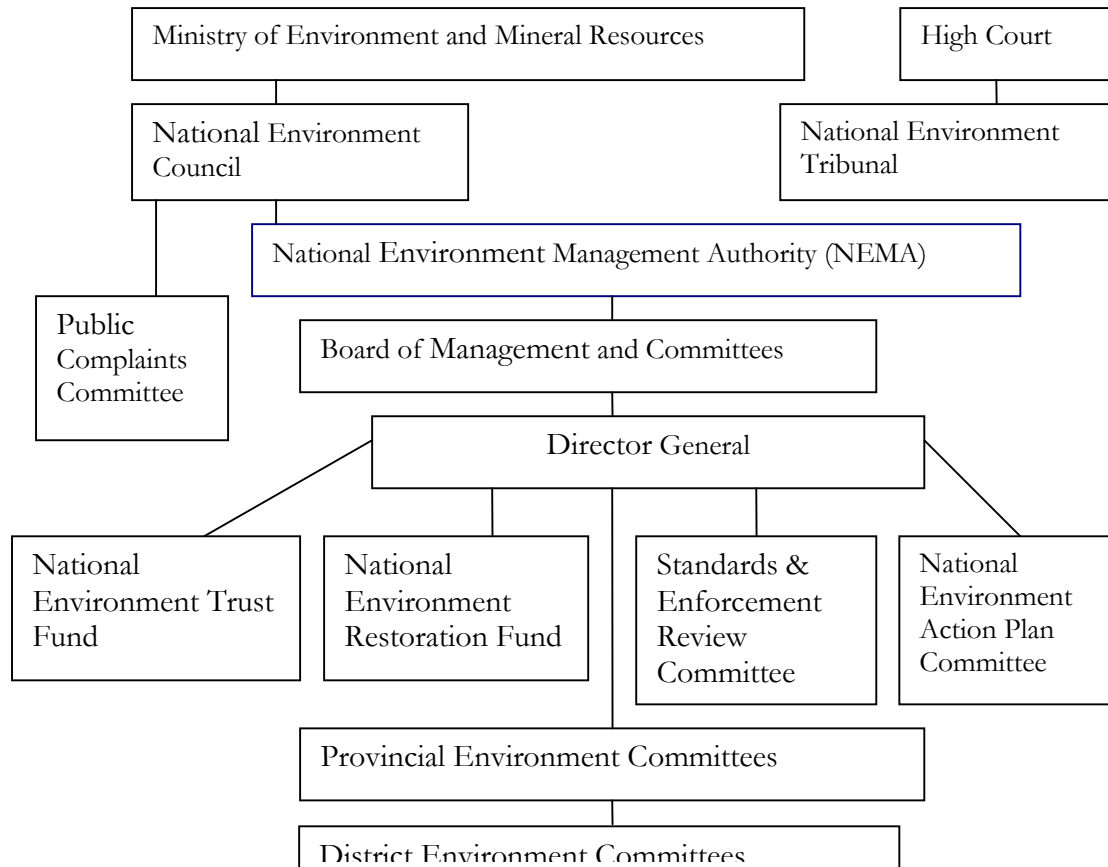 Ministry of Environment and Mineral Resources
High Court
National Environment
Council
National Environment
Tribunal
National Environment Management Authority (NEMA)
Public
Complaints
Committee
Board of Management and Committees
Director General
National
Environment Trust
Fund
National
Environment
Restoration Fund
Standards &
Enforcement
Review
Committee
National
Environment
Action Plan
Committee
Provincial Environment Committees
District Environment Committees